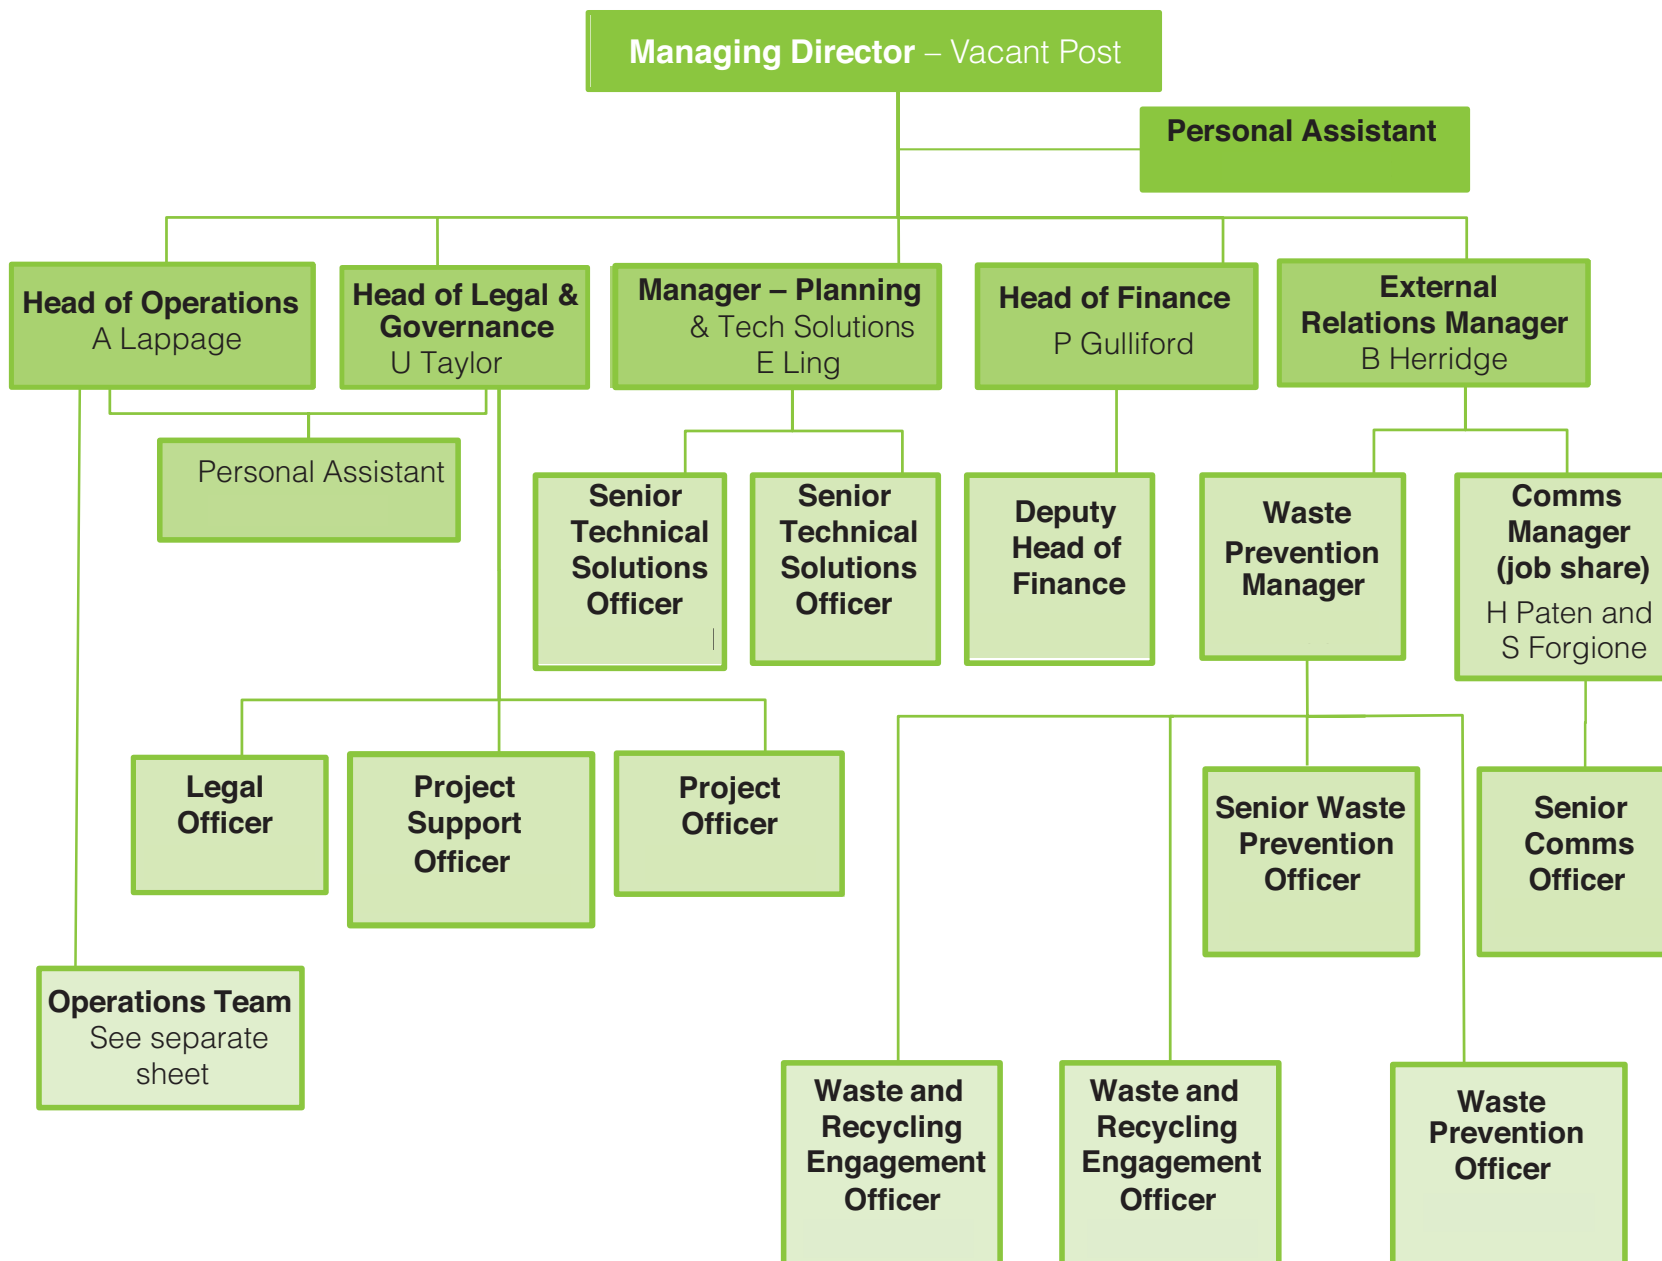 Managing Director – Vacant Post
Personal Assistant
Head of Operations
A Lappage
Head of Legal &
Governance
U Taylor
Manager – Planning
& Tech Solutions
E Ling
Head of Finance
P Gulliford
External
Relations Manager
B Herridge
Personal Assistant
Senior
Technical
Solutions
Officer
Senior
Technical
Solutions
Officer
Deputy
Head of
Finance
Waste
Prevention
Manager
Comms
Manager
(job share)
H Paten and
S Forgione
Legal
Officer
Project
Support
Officer
Project
Officer
Senior Waste
Prevention
Officer
Senior
Comms
Officer
Operations Team
See separate
sheet
Waste and
Recycling
Engagement
Officer
Waste and
Recycling
Engagement
Officer
Waste
Prevention
Officer